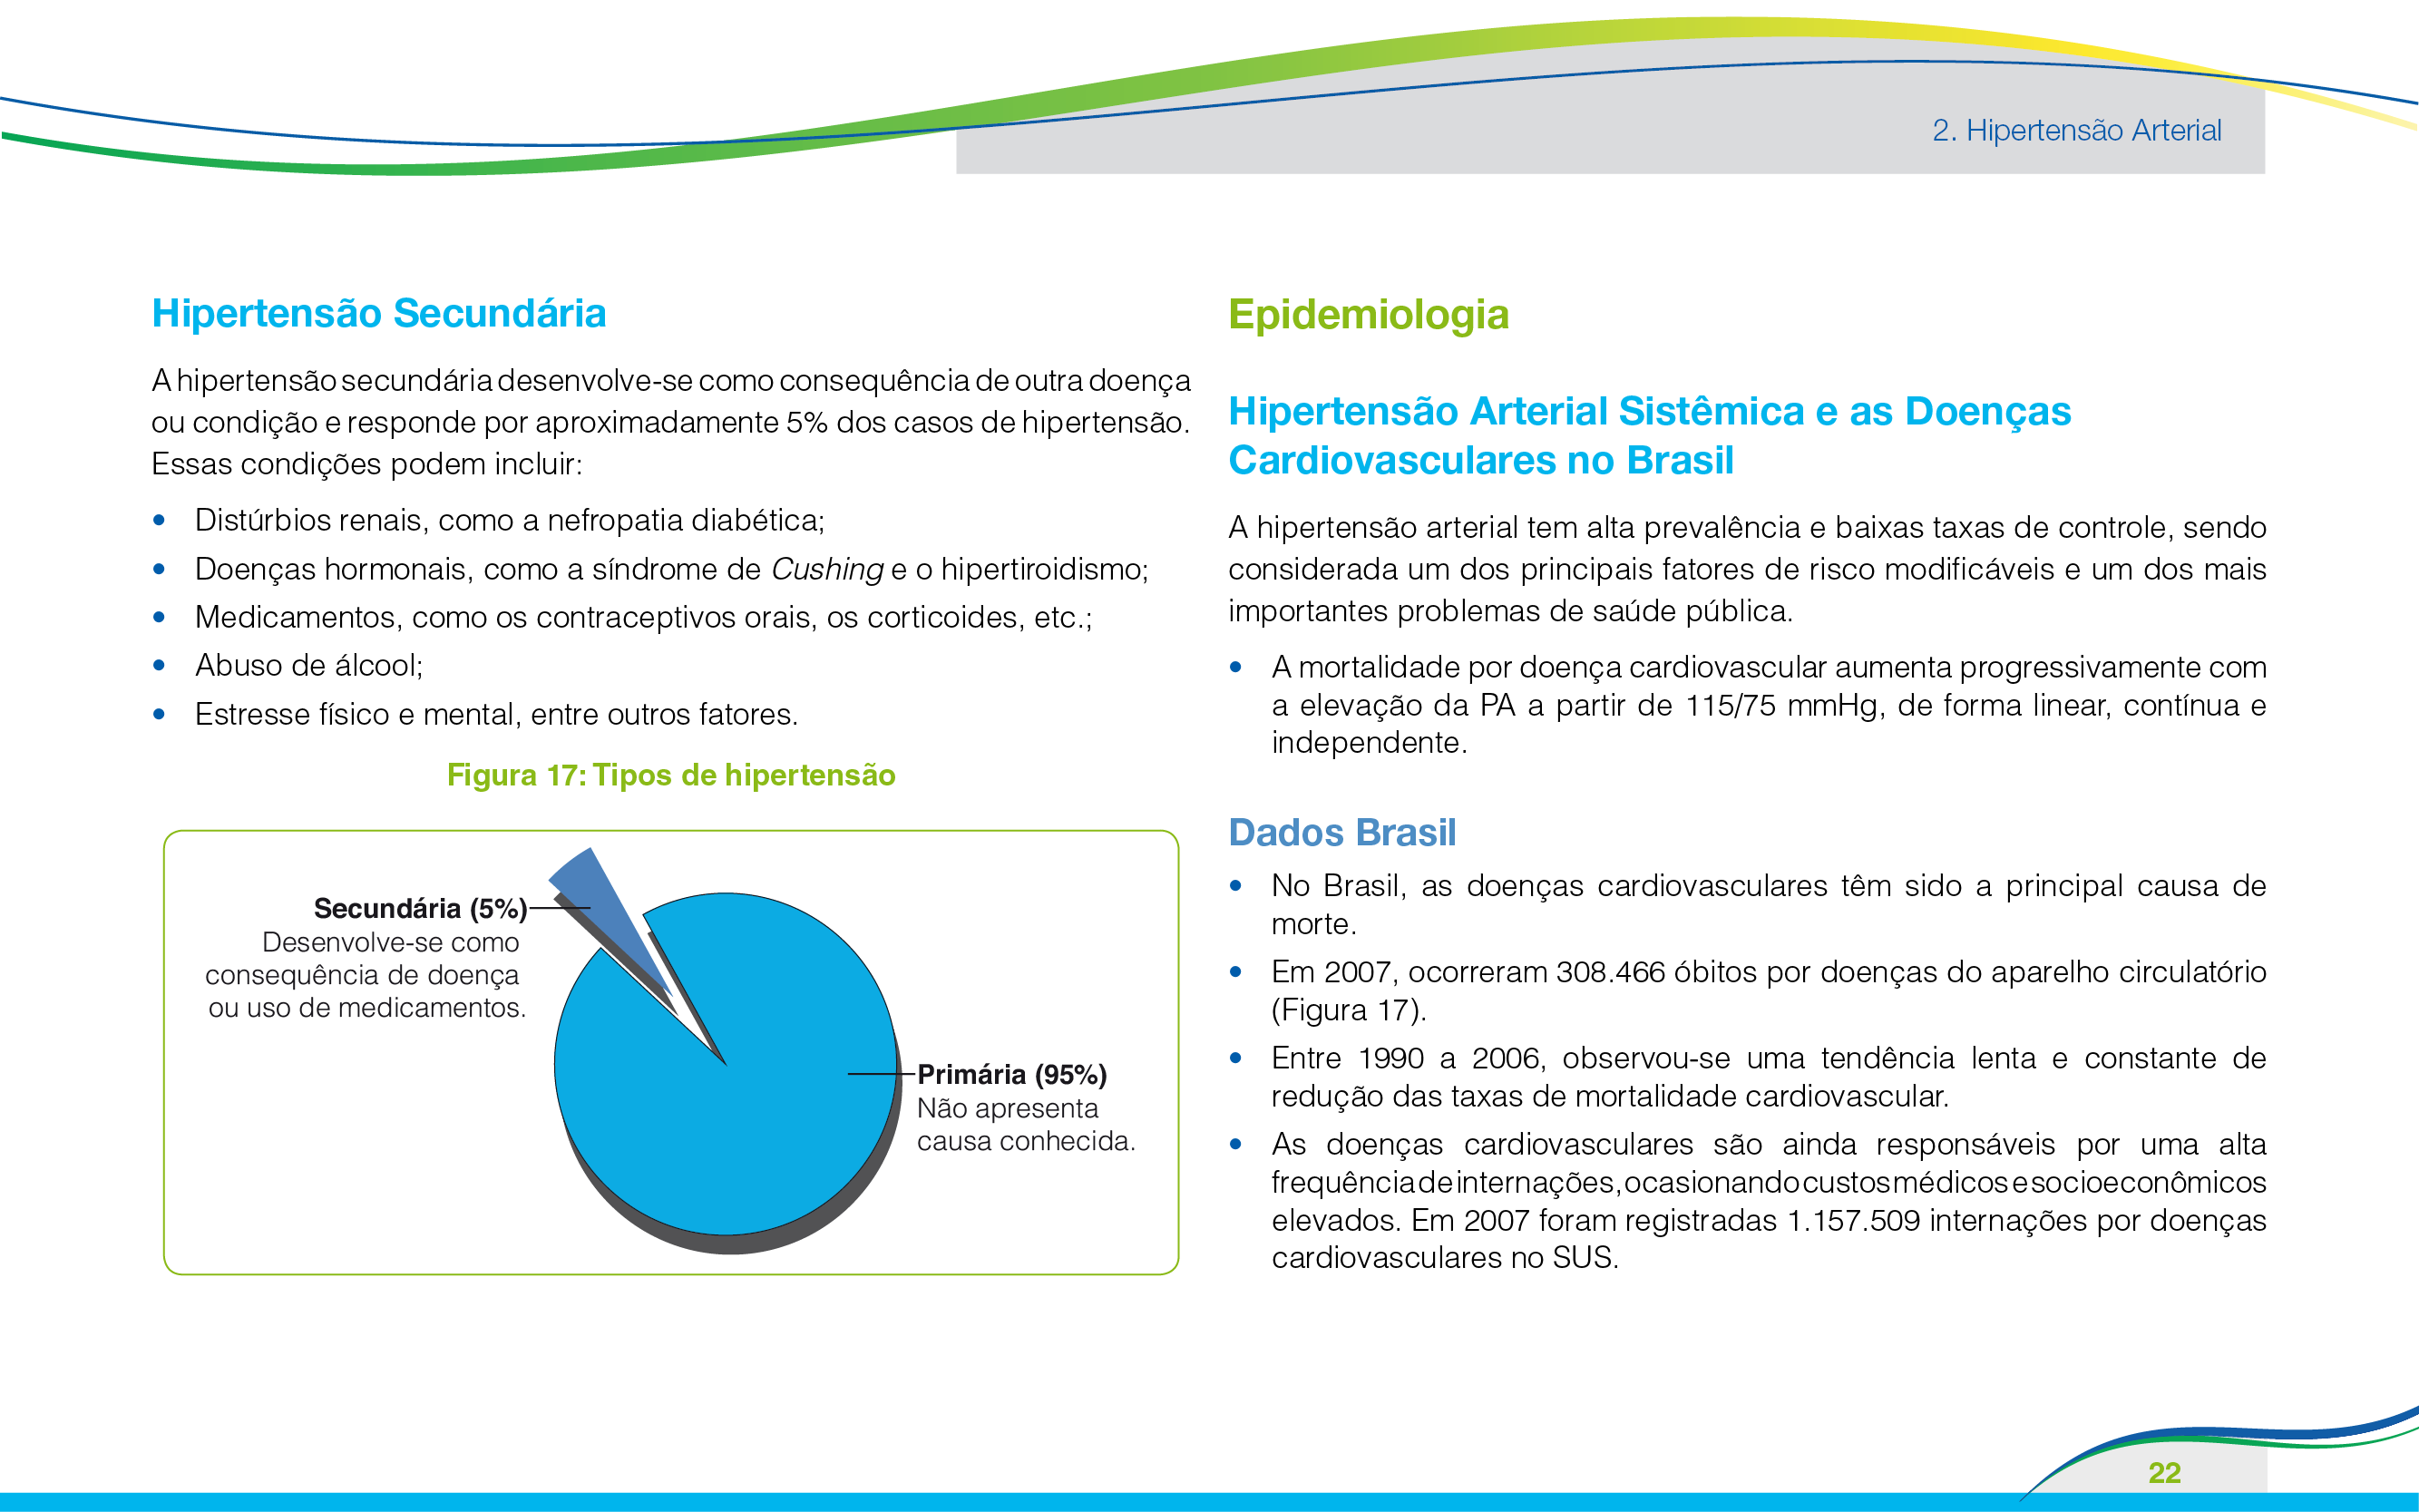 2. Hipertensão Arterial
Hipertensão Secundária
A hipertensão secundária desenvolve-se como consequência de outra doença
ou condição e responde por aproximadamente 5% dos casos de hipertensão.
Essas condições podem incluir:
• Distúrbios renais, como a nefropatia diabética;
• Doenças hormonais, como a síndrome de Cushing e o hipertiroidismo;
• Medicamentos, como os contraceptivos orais, os corticoides, etc.;
• Abuso de álcool;
• Estresse físico e mental, entre outros fatores.
Figura 17: Tipos de hipertensão
Secundária (5%)
Desenvolve-se como
consequência de doença
ou uso de medicamentos.
Primária (95%)
Não apresenta
causa conhecida.
Epidemiologia
Hipertensão Arterial Sistêmica e as Doenças
Cardiovasculares no Brasil
A hipertensão arterial tem alta prevalência e baixas taxas de controle, sendo
considerada um dos principais fatores de risco modificáveis e um dos mais
importantes problemas de saúde pública.
• A mortalidade por doença cardiovascular aumenta progressivamente com
a elevação da PA a partir de 115/75 mmHg, de forma linear, contínua e
independente.
Dados Brasil
• No Brasil, as doenças cardiovasculares têm sido a principal causa de
morte.
• Em 2007, ocorreram 308.466 óbitos por doenças do aparelho circulatório
(Figura 17).
• Entre 1990 a 2006, observou-se uma tendência lenta e constante de
redução das taxas de mortalidade cardiovascular.
• As doenças cardiovasculares são ainda responsáveis por uma alta
frequência de internações, ocasionando custos médicos e socioeconômicos
elevados. Em 2007 foram registradas 1.157.509 internações por doenças
cardiovasculares no SUS.
22